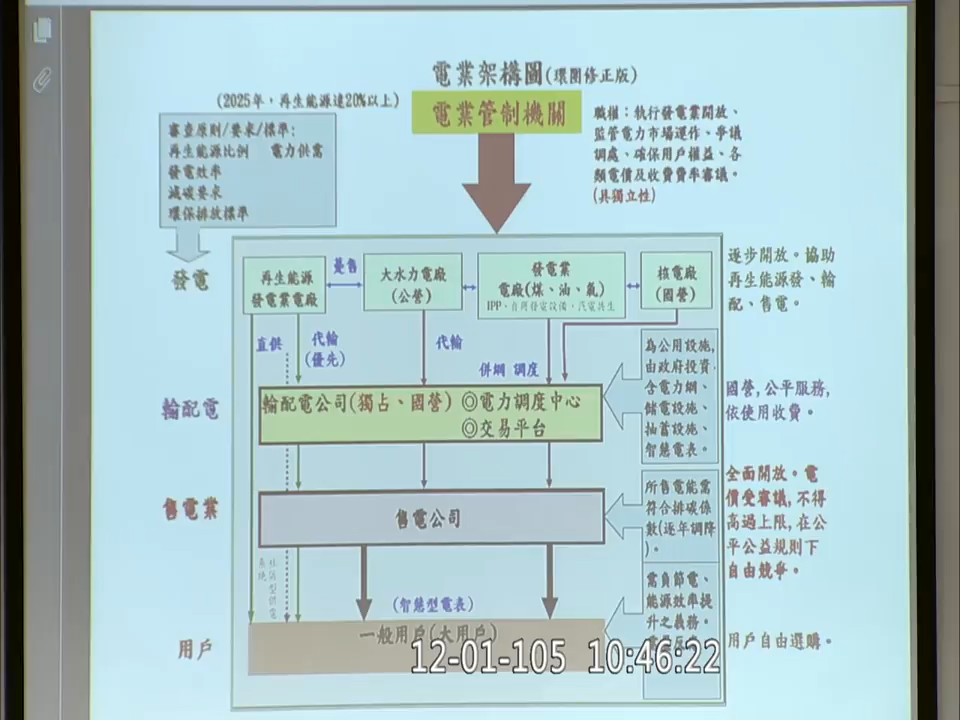 電業架構圖(環團修正版)
(2025年，再生能源達20%以上)
電業管制機關
審查原則/要求/標準:
再生能源比例 電力供需
發電效率
減碳要求
環保排放標準
職權：執行發電業開放、
監管電力市場運作、爭議
調處、確保用戶權益、各
類電價及收費費率審議。
(具獨立性)
發電
再生能源
發電業電廠
躉售
大水力電廠
(公營)
發電業
電廠(煤、油、氣)
IPP、自用發電設備、汽電共生
核電廠
(國營)
逐步開放。協助
再生能源發、輸
配、售電。
直供
代輸
(優先)
代輸
併網 調度
輸配電
輸配電公司(獨占、國營) ◎電力調度中心
◎交易平台
為公用設施,
由政府投資,
含電力網、
儲電設施、
抽蓄設施、
智慧電表。
國營,公平服務,
依使用收費。
售電業
售電公司
所售電能需
符合排碳係
數(逐年調降
)。
全面開放。電
價受審議,不得
高過上限,在公
平公益規則下
自由競爭。
社區型供電
系統
(智慧型電表)
需負節電、
能源效率提
升之義務。
用戶
一般用戶(大用戶)
用戶自由選購。
12-01-105 10:46:22